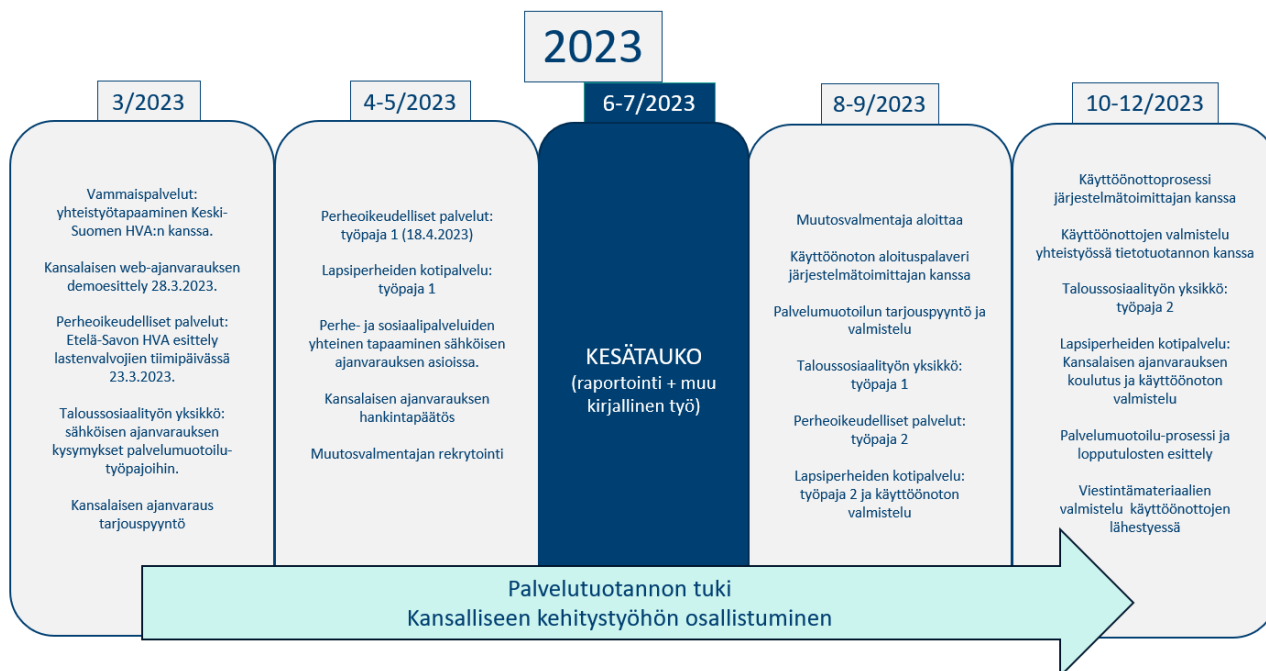 2023
3/2023
Vammaispalvelut:
yhteistyötapaaminen Keski-
Suomen HVA:n kanssa.
Kansalaisen web-ajanvarauksen
demoesittely 28.3.2023.
Perheoikeudelliset palvelut:
Etelä-Savon HVA esittely
lastenvalvojien tiimipäivässä
23.3.2023.
Taloussosiaalityön yksikkö:
sähköisen ajanvarauksen
kysymykset palvelumuotoilu-
työpajoihin.
Kansalaisen ajanvaraus
tarjouspyyntö
4-5/2023
Perheoikeudelliset palvelut:
työpaja 1 (18.4.2023)
Lapsiperheiden kotipalvelu:
työpaja 1
Perhe- ja sosiaalipalveluiden
yhteinen tapaaminen sähköisen
ajanvarauksen asioissa.
Kansalaisen ajanvarauksen
hankintapäätös
Muutosvalmentajan rekrytointi
6-7/2023
KESÄTAUKO
(raportointi + muu
kirjallinen työ)
8-9/2023
Muutosvalmentaja aloittaa
Käyttöönoton aloituspalaveri
järjestelmätoimittajan kanssa
Palvelumuotoilun tarjouspyyntö ja
valmistelu
Taloussosiaalityön yksikkö:
työpaja 1
Perheoikeudelliset palvelut:
työpaja 2
Lapsiperheiden kotipalvelu:
työpaja 2 ja käyttöönoton
valmistelu
10-12/2023
Käyttöönottoprosessi
järjestelmätoimittajan kanssa
Käyttöönottojen valmistelu
yhteistyössä tietotuotannon kanssa
Taloussosiaalityön yksikkö:
työpaja 2
Lapsiperheiden kotipalvelu:
Kansalaisen ajanvarauksen
koulutus ja käyttöönoton
valmistelu
Palvelumuotoilu-prosessi ja
lopputulosten esittely
Viestintämateriaalien
valmistelu käyttöönottojen
lähestyessä
Palvelutuotannon tuki
Kansalliseen kehitystyöhön osallistuminen